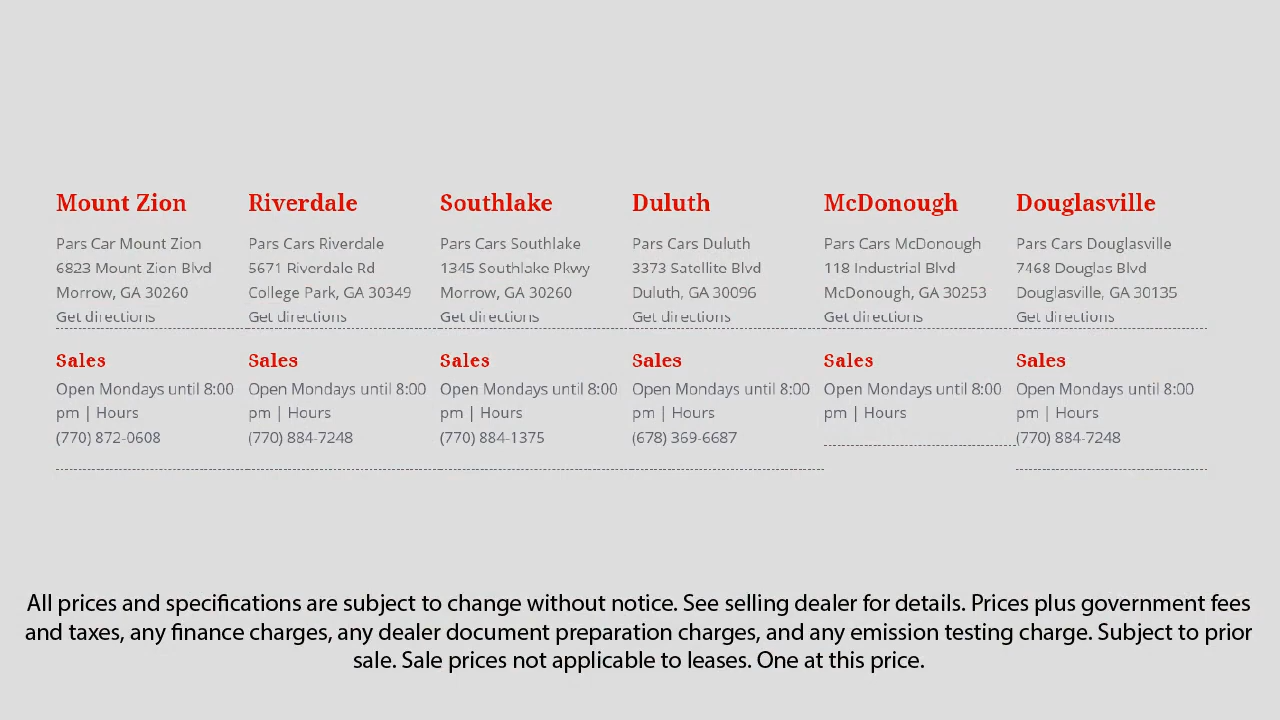 Mount Zion
Pars Car Mount Zion
6823 Mount Zion Blvd
Morrow, GA 30260
Get directions
Sales
Open Mondays until 8:00
pm | Hours
(770) 872-0608
Riverdale
Pars Cars Riverdale
5671 Riverdale Rd
College Park, GA 30349
Get directions
Sales
Open Mondays until 8:00
pm | Hours
(770) 884-7248
Southlake
Pars Cars Southlake
1345 Southlake Pkwy
Morrow, GA 30260
Get directions
Sales
Open Mondays until 8:00
pm | Hours
(770) 884-1375
Duluth
Pars Cars Duluth
3373 Satellite Blvd
Duluth, GA 30096
Get directions
Sales
Open Mondays until 8:00
pm | Hours
(678) 369-6687
McDonough
Pars Cars McDonough
118 Industrial Blvd
McDonough, GA 30253
Get directions
Sales
Open Mondays until 8:00
pm | Hours
Douglasville
Pars Cars Douglasville
7468 Douglas Blvd
Douglasville, GA 30135
Get directions
Sales
Open Mondays until 8:00
pm | Hours
(770) 884-7248
All prices and specifications are subject to change without notice. See selling dealer for details. Prices plus government fees
and taxes, any finance charges, any dealer document preparation charges, and any emission testing charge. Subject to prior
sale. Sale prices not applicable to leases. One at this price.